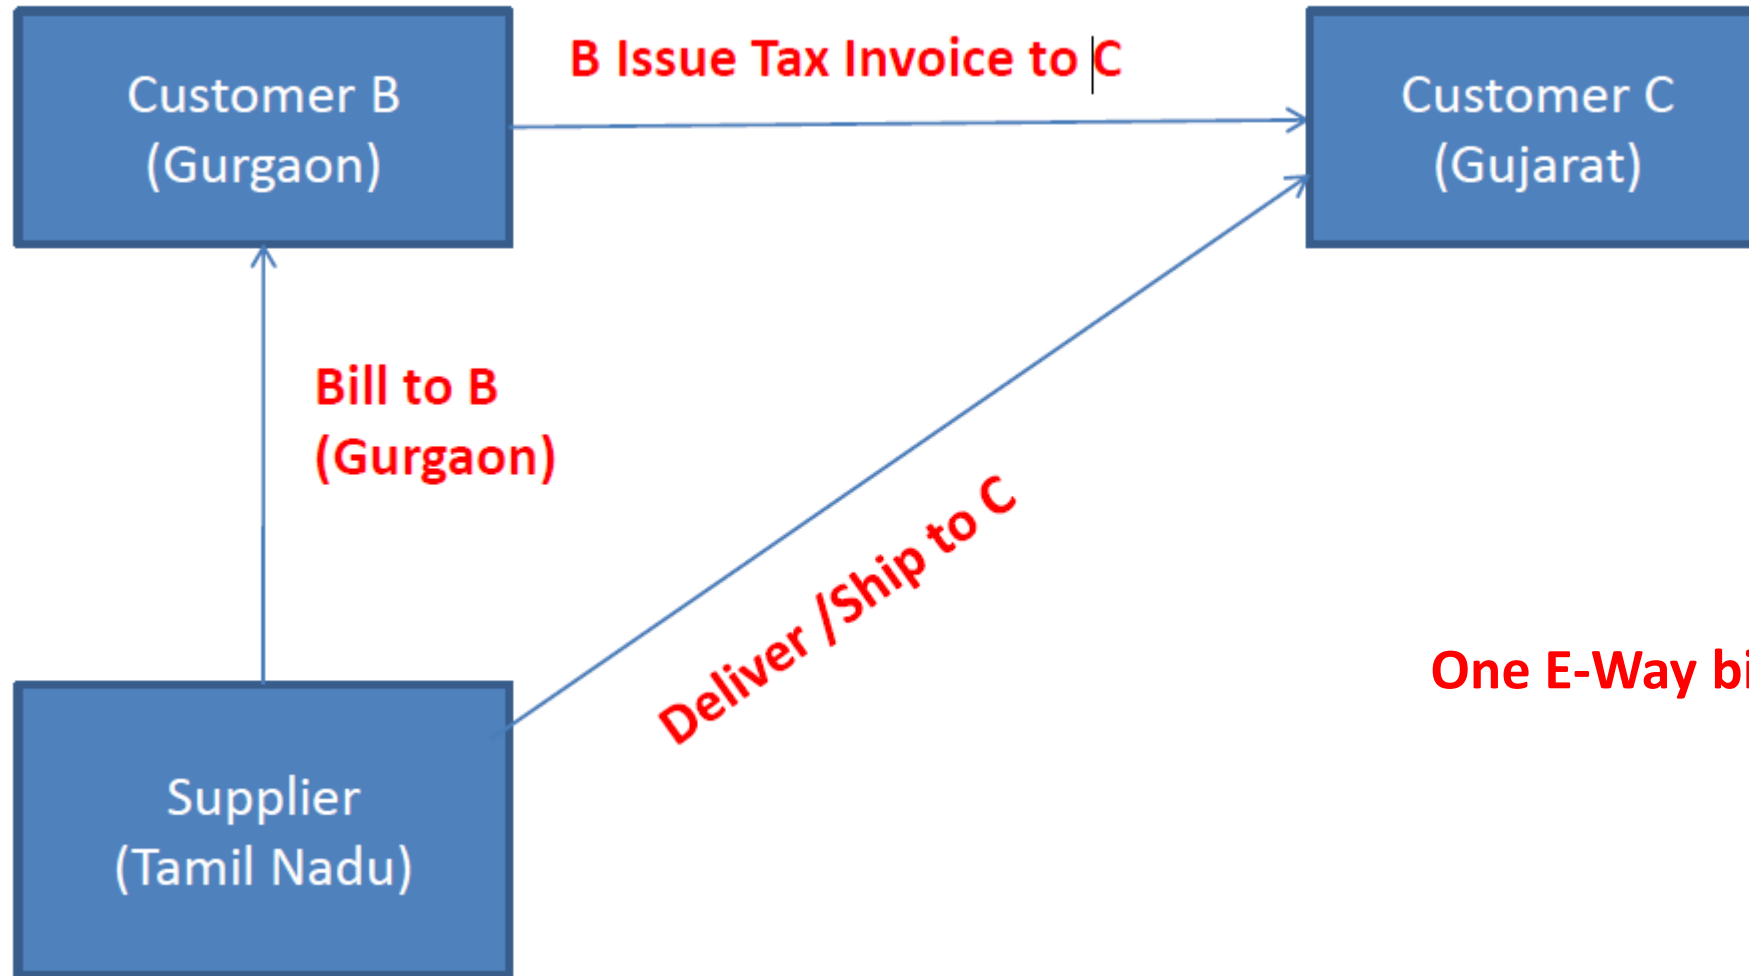 Customer B
(Gurgaon)
B Issue Tax Invoice to C
Customer C
(Gujarat)
Bill to B
(Gurgaon)
Deliver /Ship to C
One E-Way
Supplier
(Tamil Nadu)